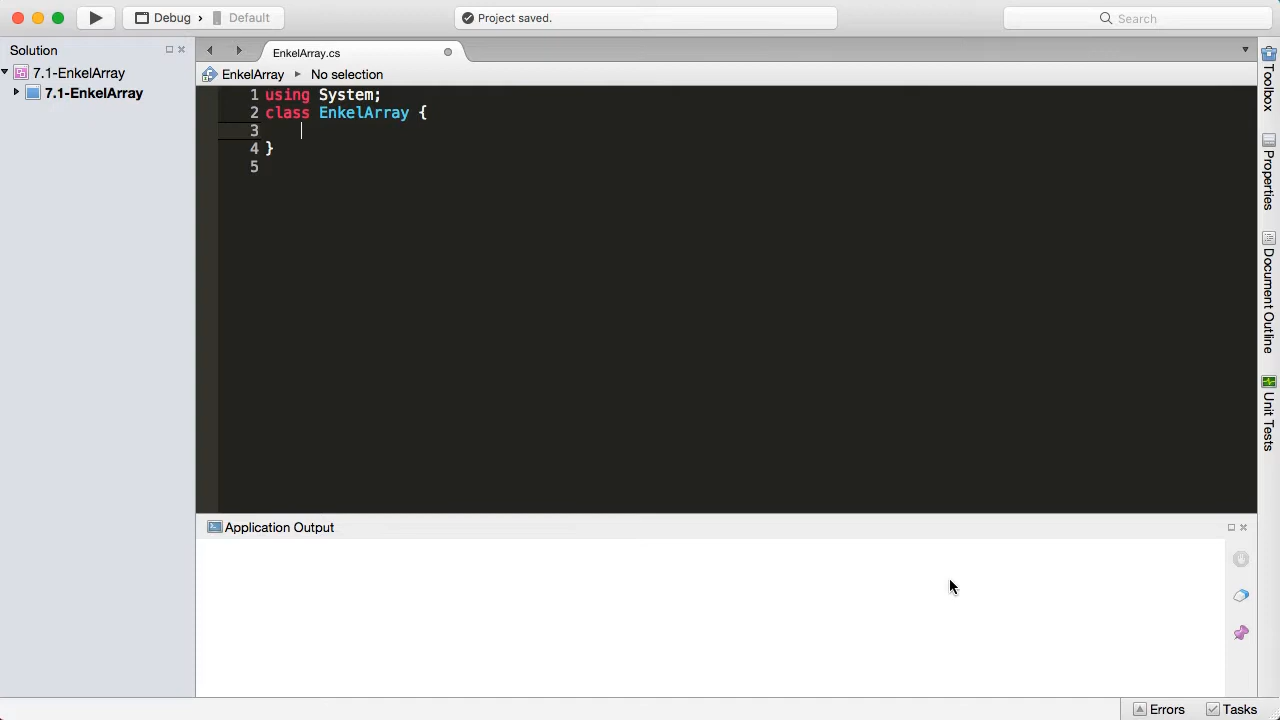 Debug › Default
Project saved.
Search
Solution
EnkelArray.cs
7.1-EnkelArray
EnkelArray ▸ No selection
7.1-EnkelArray
1 using System;
2 class EnkelArray {
3
4 }
5
Toolbox
Properties
Document Outline
Unit Tests
Application Output
Errors
Tasks